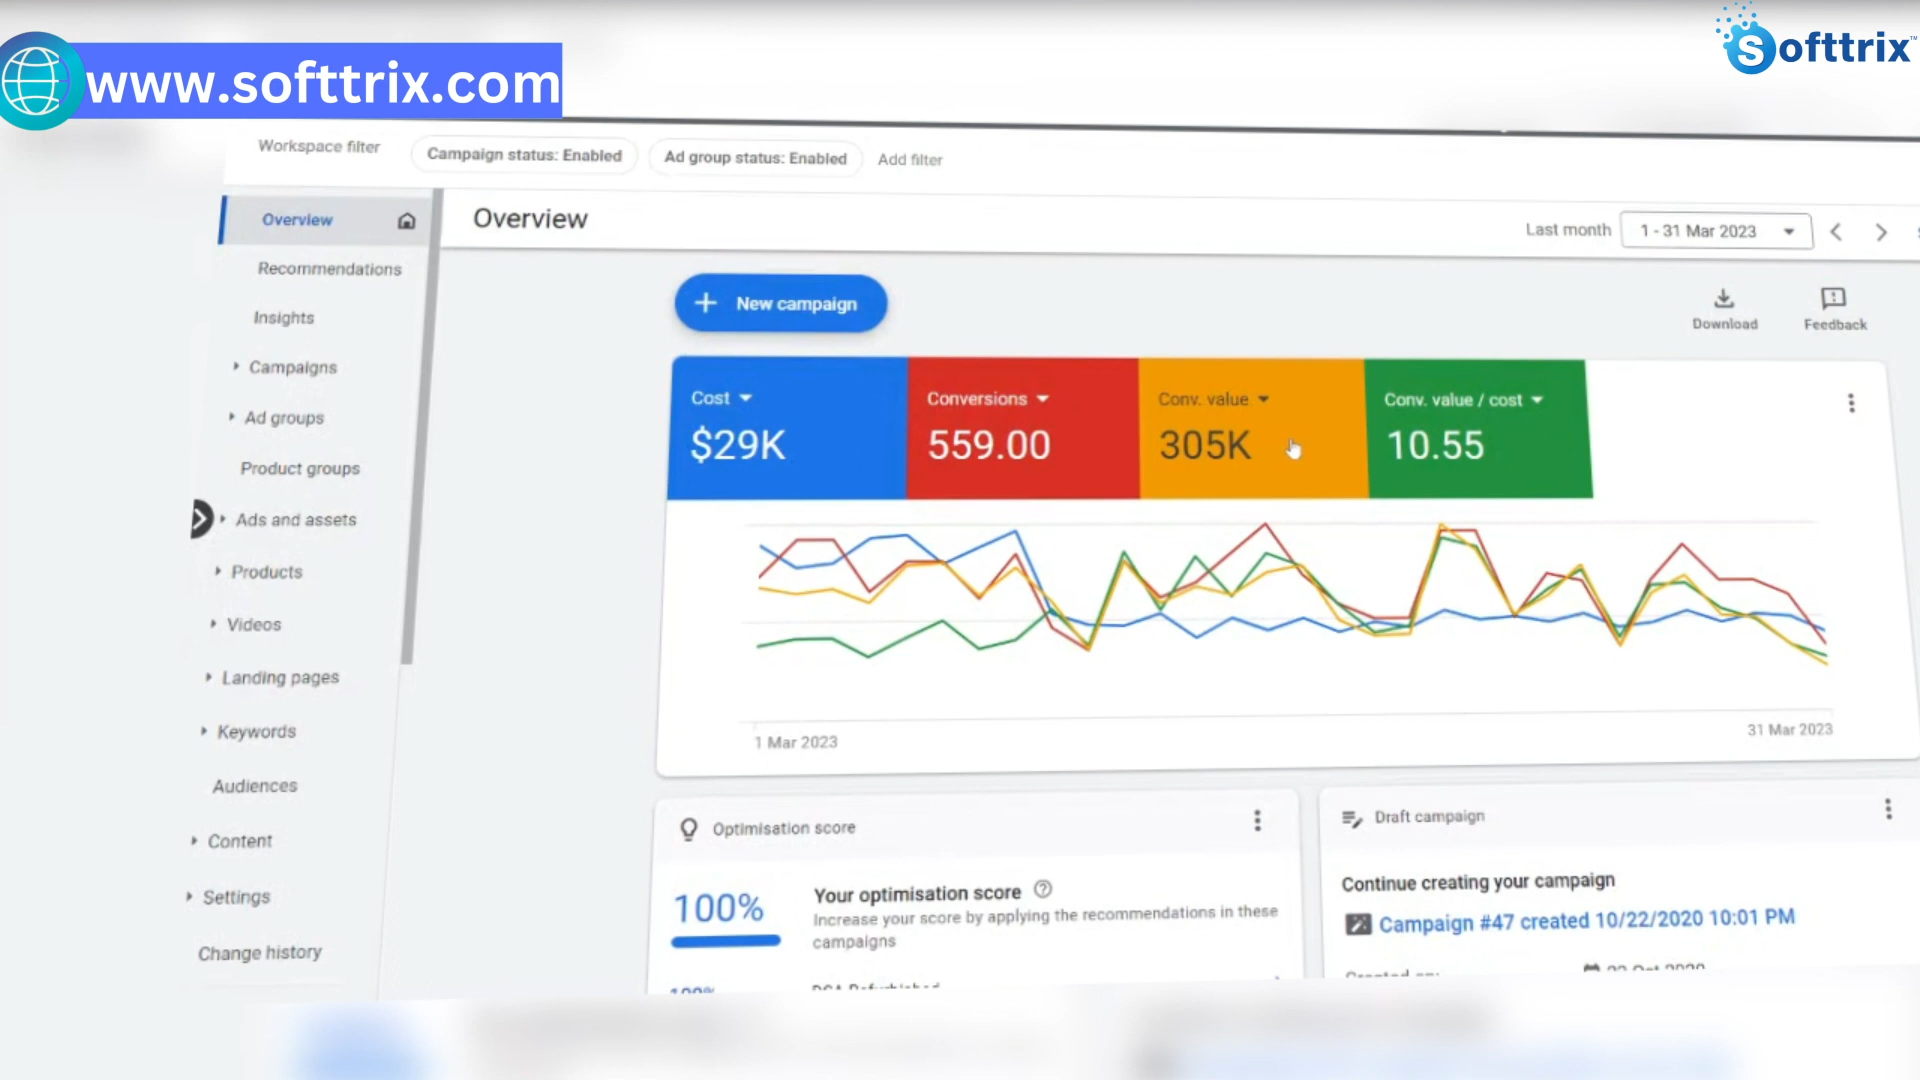 www.softtrix.com
Softtrix™
Workspace filter
Campaign status: Enabled
Ad group status: Enabled
Add filter
Overview
Recommendations
Insights
Campaigns
Ad groups
Product groups
Ads and assets
Products
Videos
Landing pages
Keywords
Audiences
Content
Settings
Change history
Overview
Last month
1 - 31 Mar 2023
New campaign
Download
Feedback
Cost
$29K
Conversions
559.00
Conv. value
305K
Conv. value / cost
10.55
1 Mar 2023
31 Mar 2023
Optimisation score
100%
Your optimisation score
Increase your score by applying the recommendations in these
campaigns
Draft campaign
Continue creating your campaign
Campaign #47 created 10/22/2020 10:01 PM